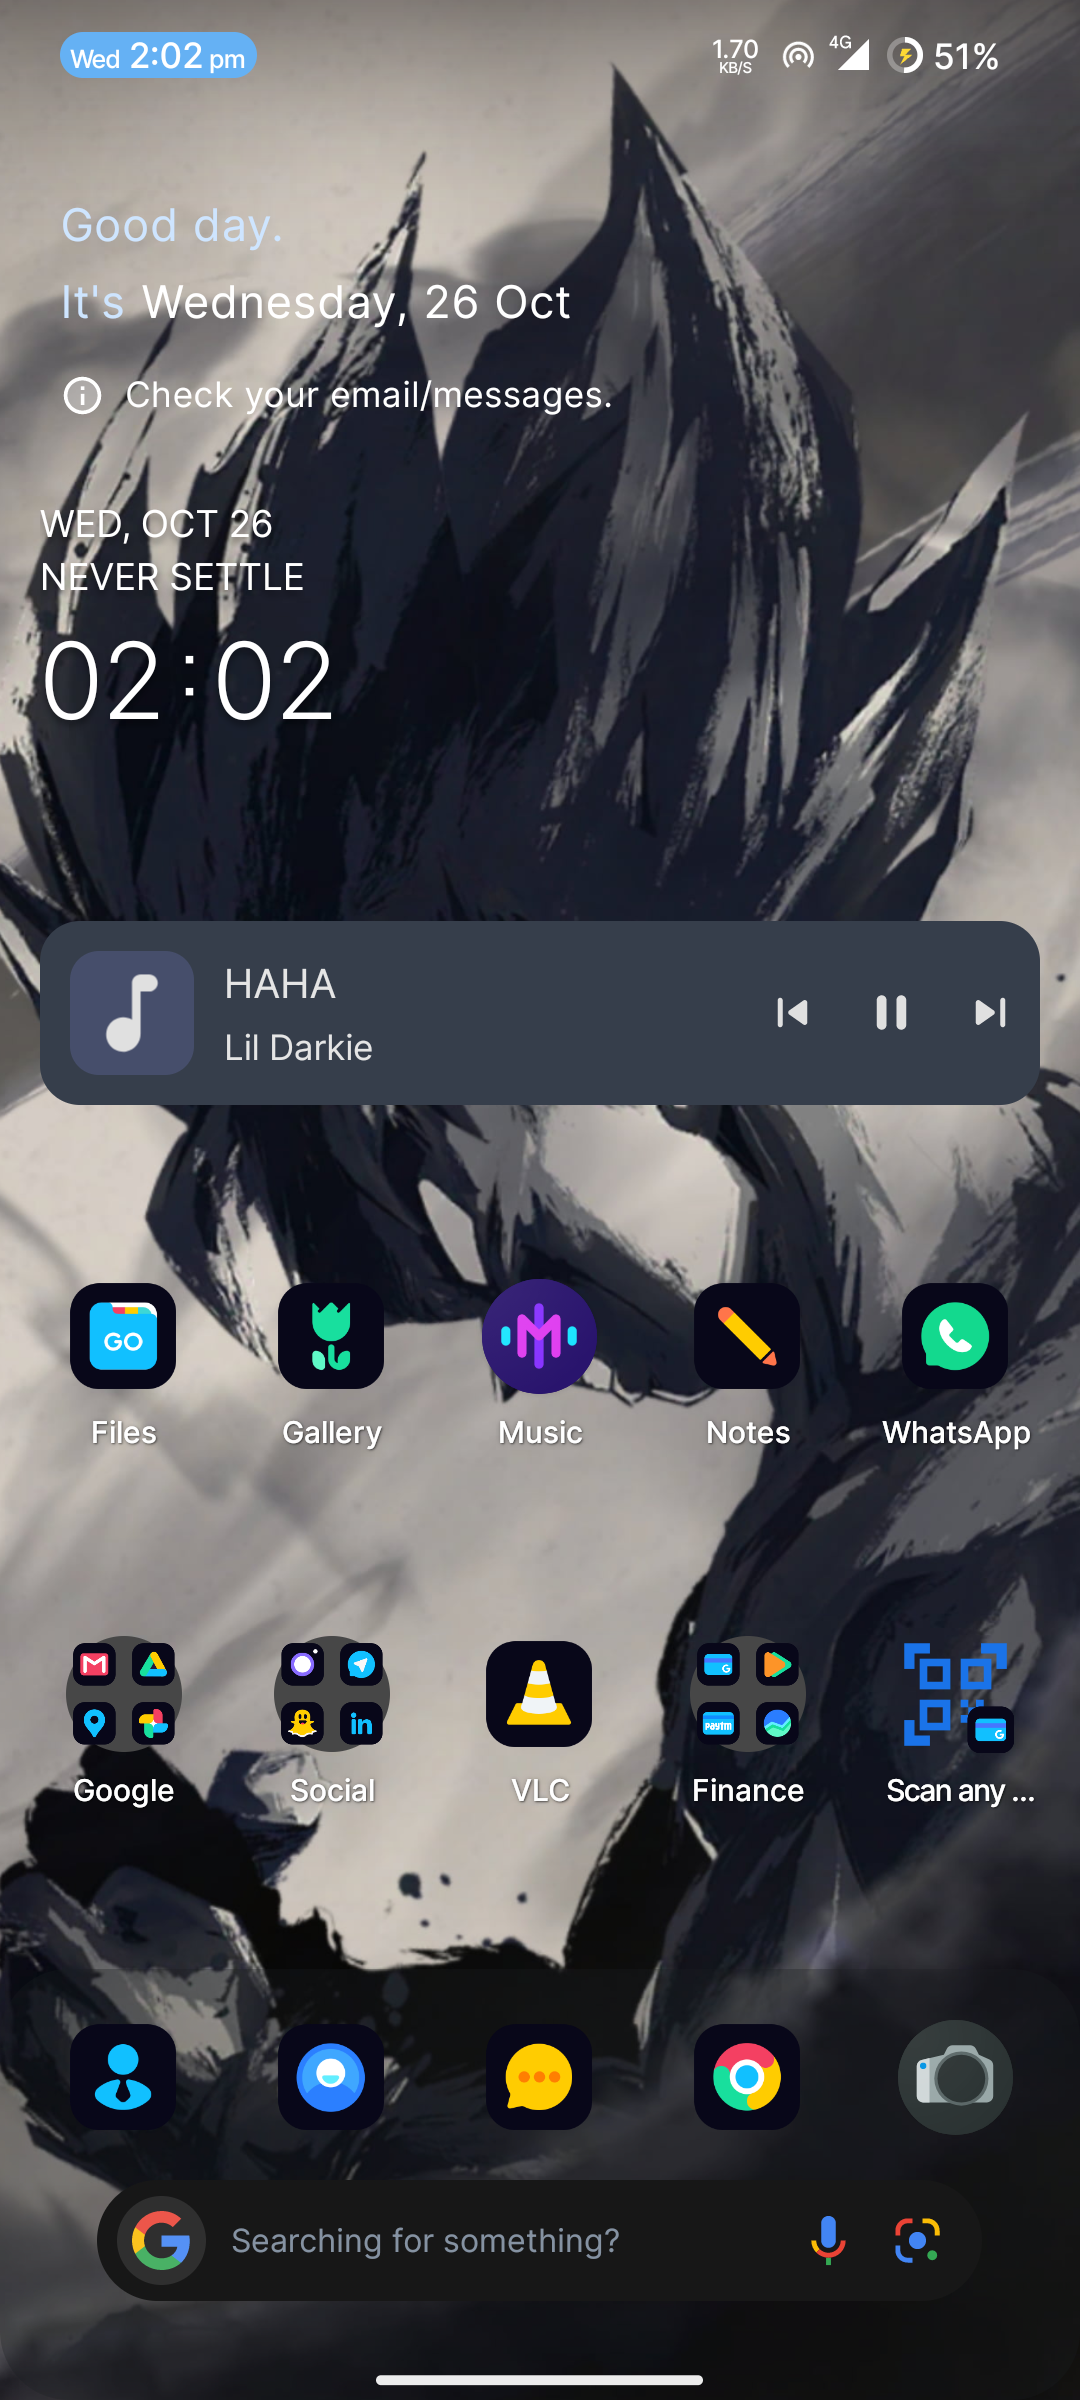 Wed 2:02 pm
1.70 KB/S 4G 51%
Good day.
It's Wednesday, 26 Oct
Check your email/messages.
WED, OCT 26
NEVER SETTLE
02:02
HAHA
Lil Darkie
GO
Files Gallery Music Notes WhatsApp
in
G
paytm
G
Google Social VLC Finance Scan any ...
Searching for something?